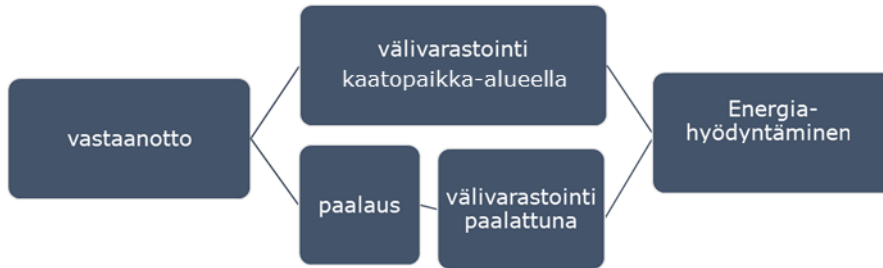 vastaanotto
välivarastointi
kaatopaikka-alueella
paalaus
välivarastointi
paalattuna
Energia-
hyödyntäminen